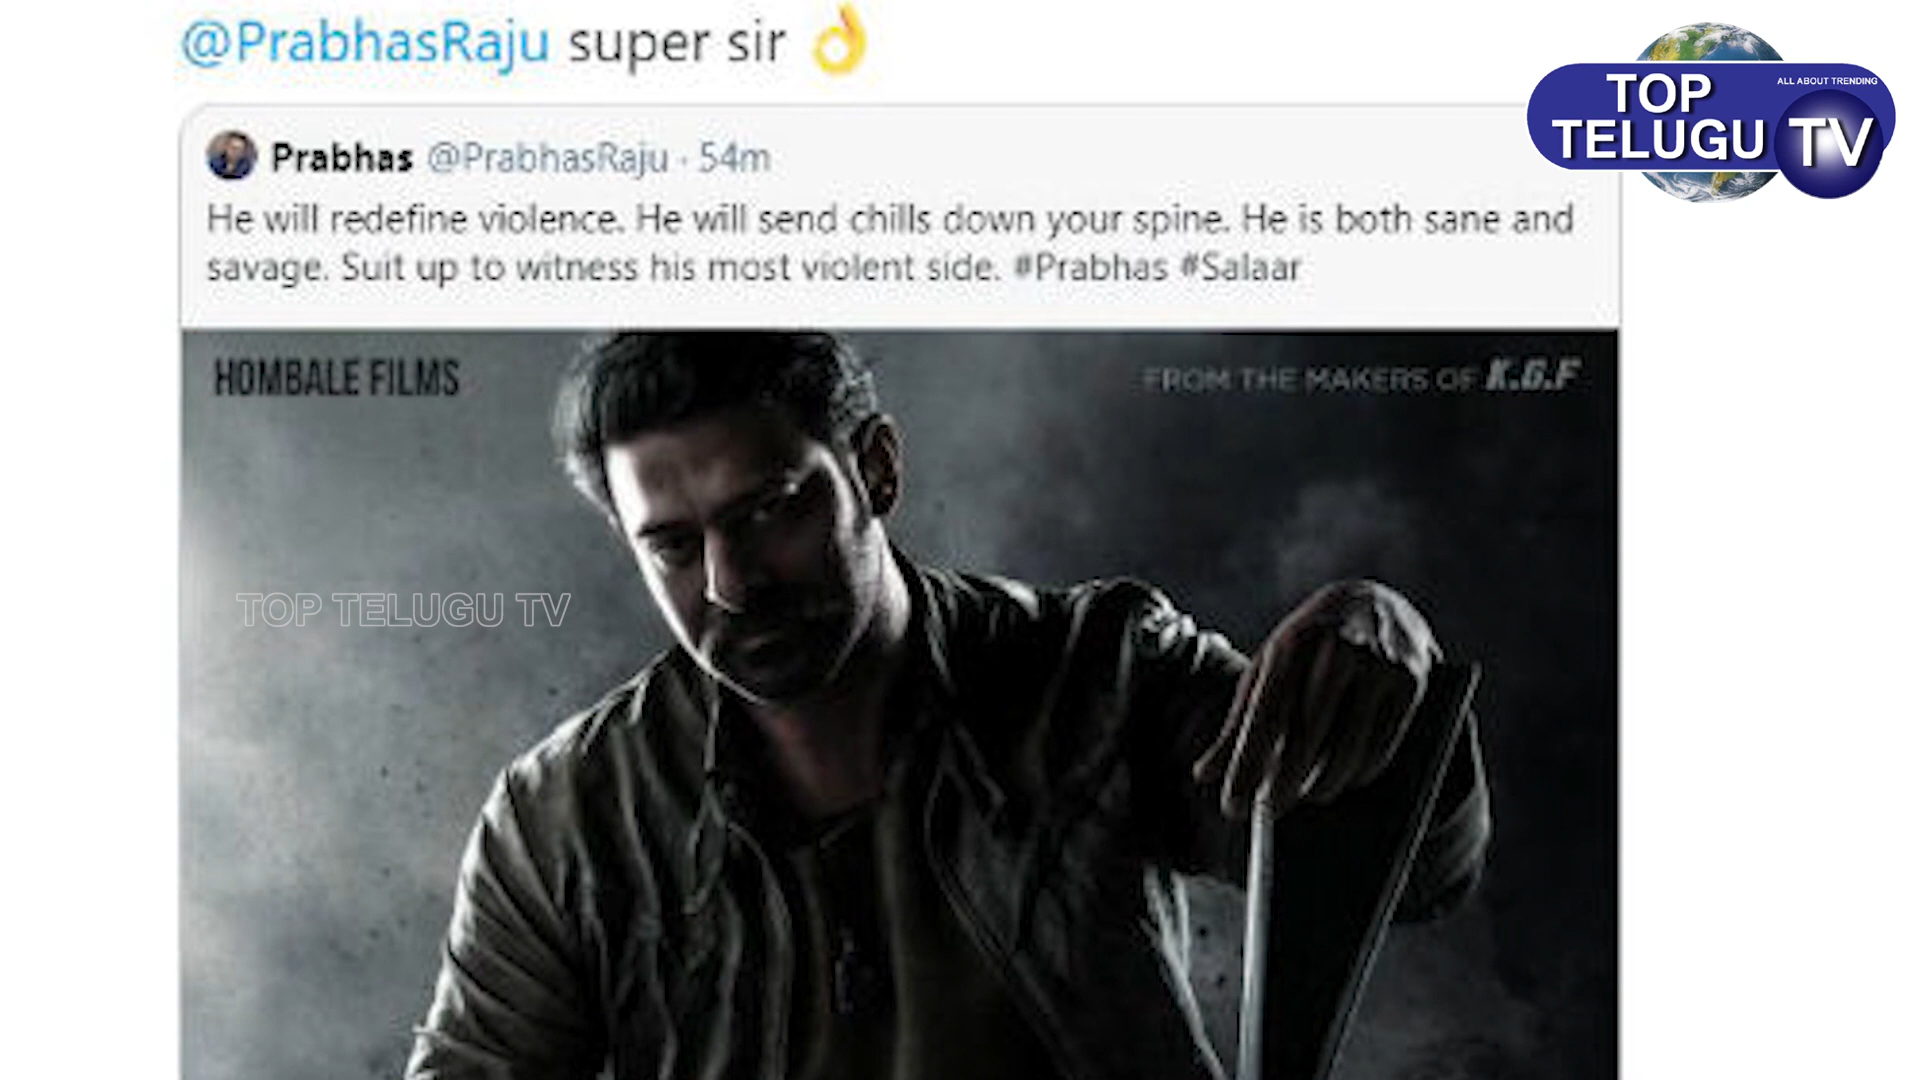 @PrabhasRaju super sir 👌
TOP
ALL ABOUT TRENDING
TELUGU TV
Prabhas @PrabhasRaju · 54m
He will redefine violence. He will send chills down your spine. He is both sane and
savage. Suit up to witness his most violent side. #Prabhas #Salaar
HOMBALE FILMS
FROM THE MAKERS OF K.G.F
TOP TELUGU TV